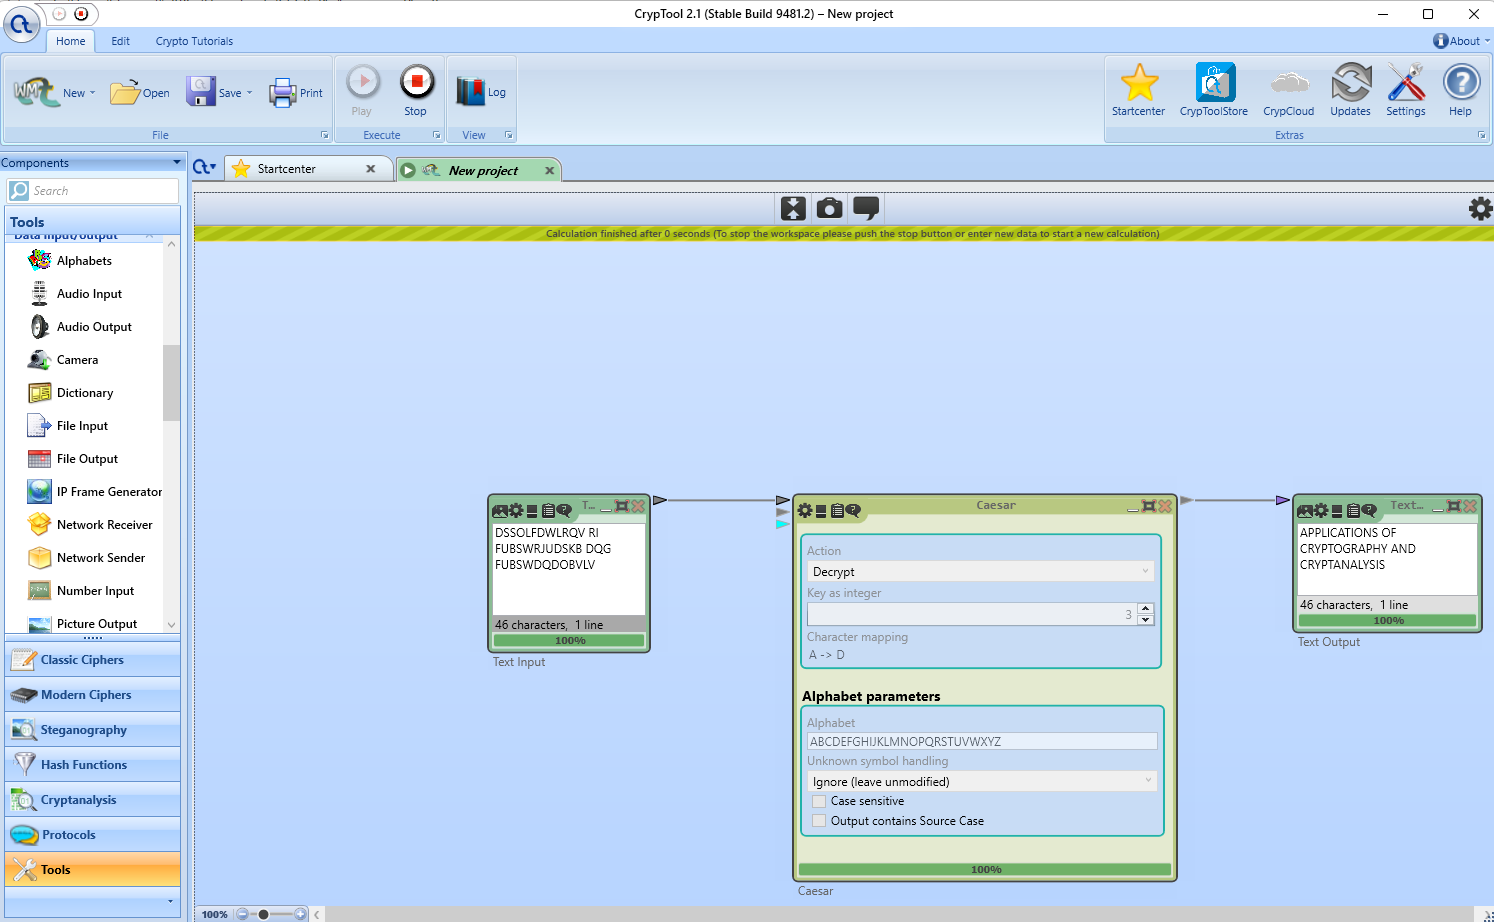 CrypTool 2.1 (Stable Build 9481.2) – New project
Home
Edit
Crypto Tutorials
About
New
Open
Save
Print
Play
Stop
Log
Startcenter
CrypToolStore
CrypCloud
Updates
Settings
Help
File
Execute
View
Extras
Components
Startcenter
New project
Search
Tools
Data Input/output
Calculation finished after 0 seconds (To stop the workspace please push the stop button or enter new data to start a new calculation)
Alphabets
Audio Input
Audio Output
Camera
Dictionary
File Input
File Output
IP Frame Generator
Network Receiver
Network Sender
Number Input
Picture Output
Classic Ciphers
Modern Ciphers
Steganography
Hash Functions
Cryptanalysis
Protocols
Tools
T...
DSSOLFDWLRQV RI
FUBSWRJUDSKB DQG
FUBSWDQDOBVLV
46 characters, 1 line
100%
Text Input
Caesar
Action
Decrypt
Key as integer
3
Character mapping
A -> D
Alphabet parameters
Alphabet
ABCDEFGHIJKLMNOPQRSTUVWXYZ
Unknown symbol handling
Ignore (leave unmodified)
Case sensitive
Output contains Source Case
100%
Caesar
Text...
APPLICATIONS OF
CRYPTOGRAPHY AND
CRYPTANALYSIS
46 characters, 1 line
100%
Text Output
100%